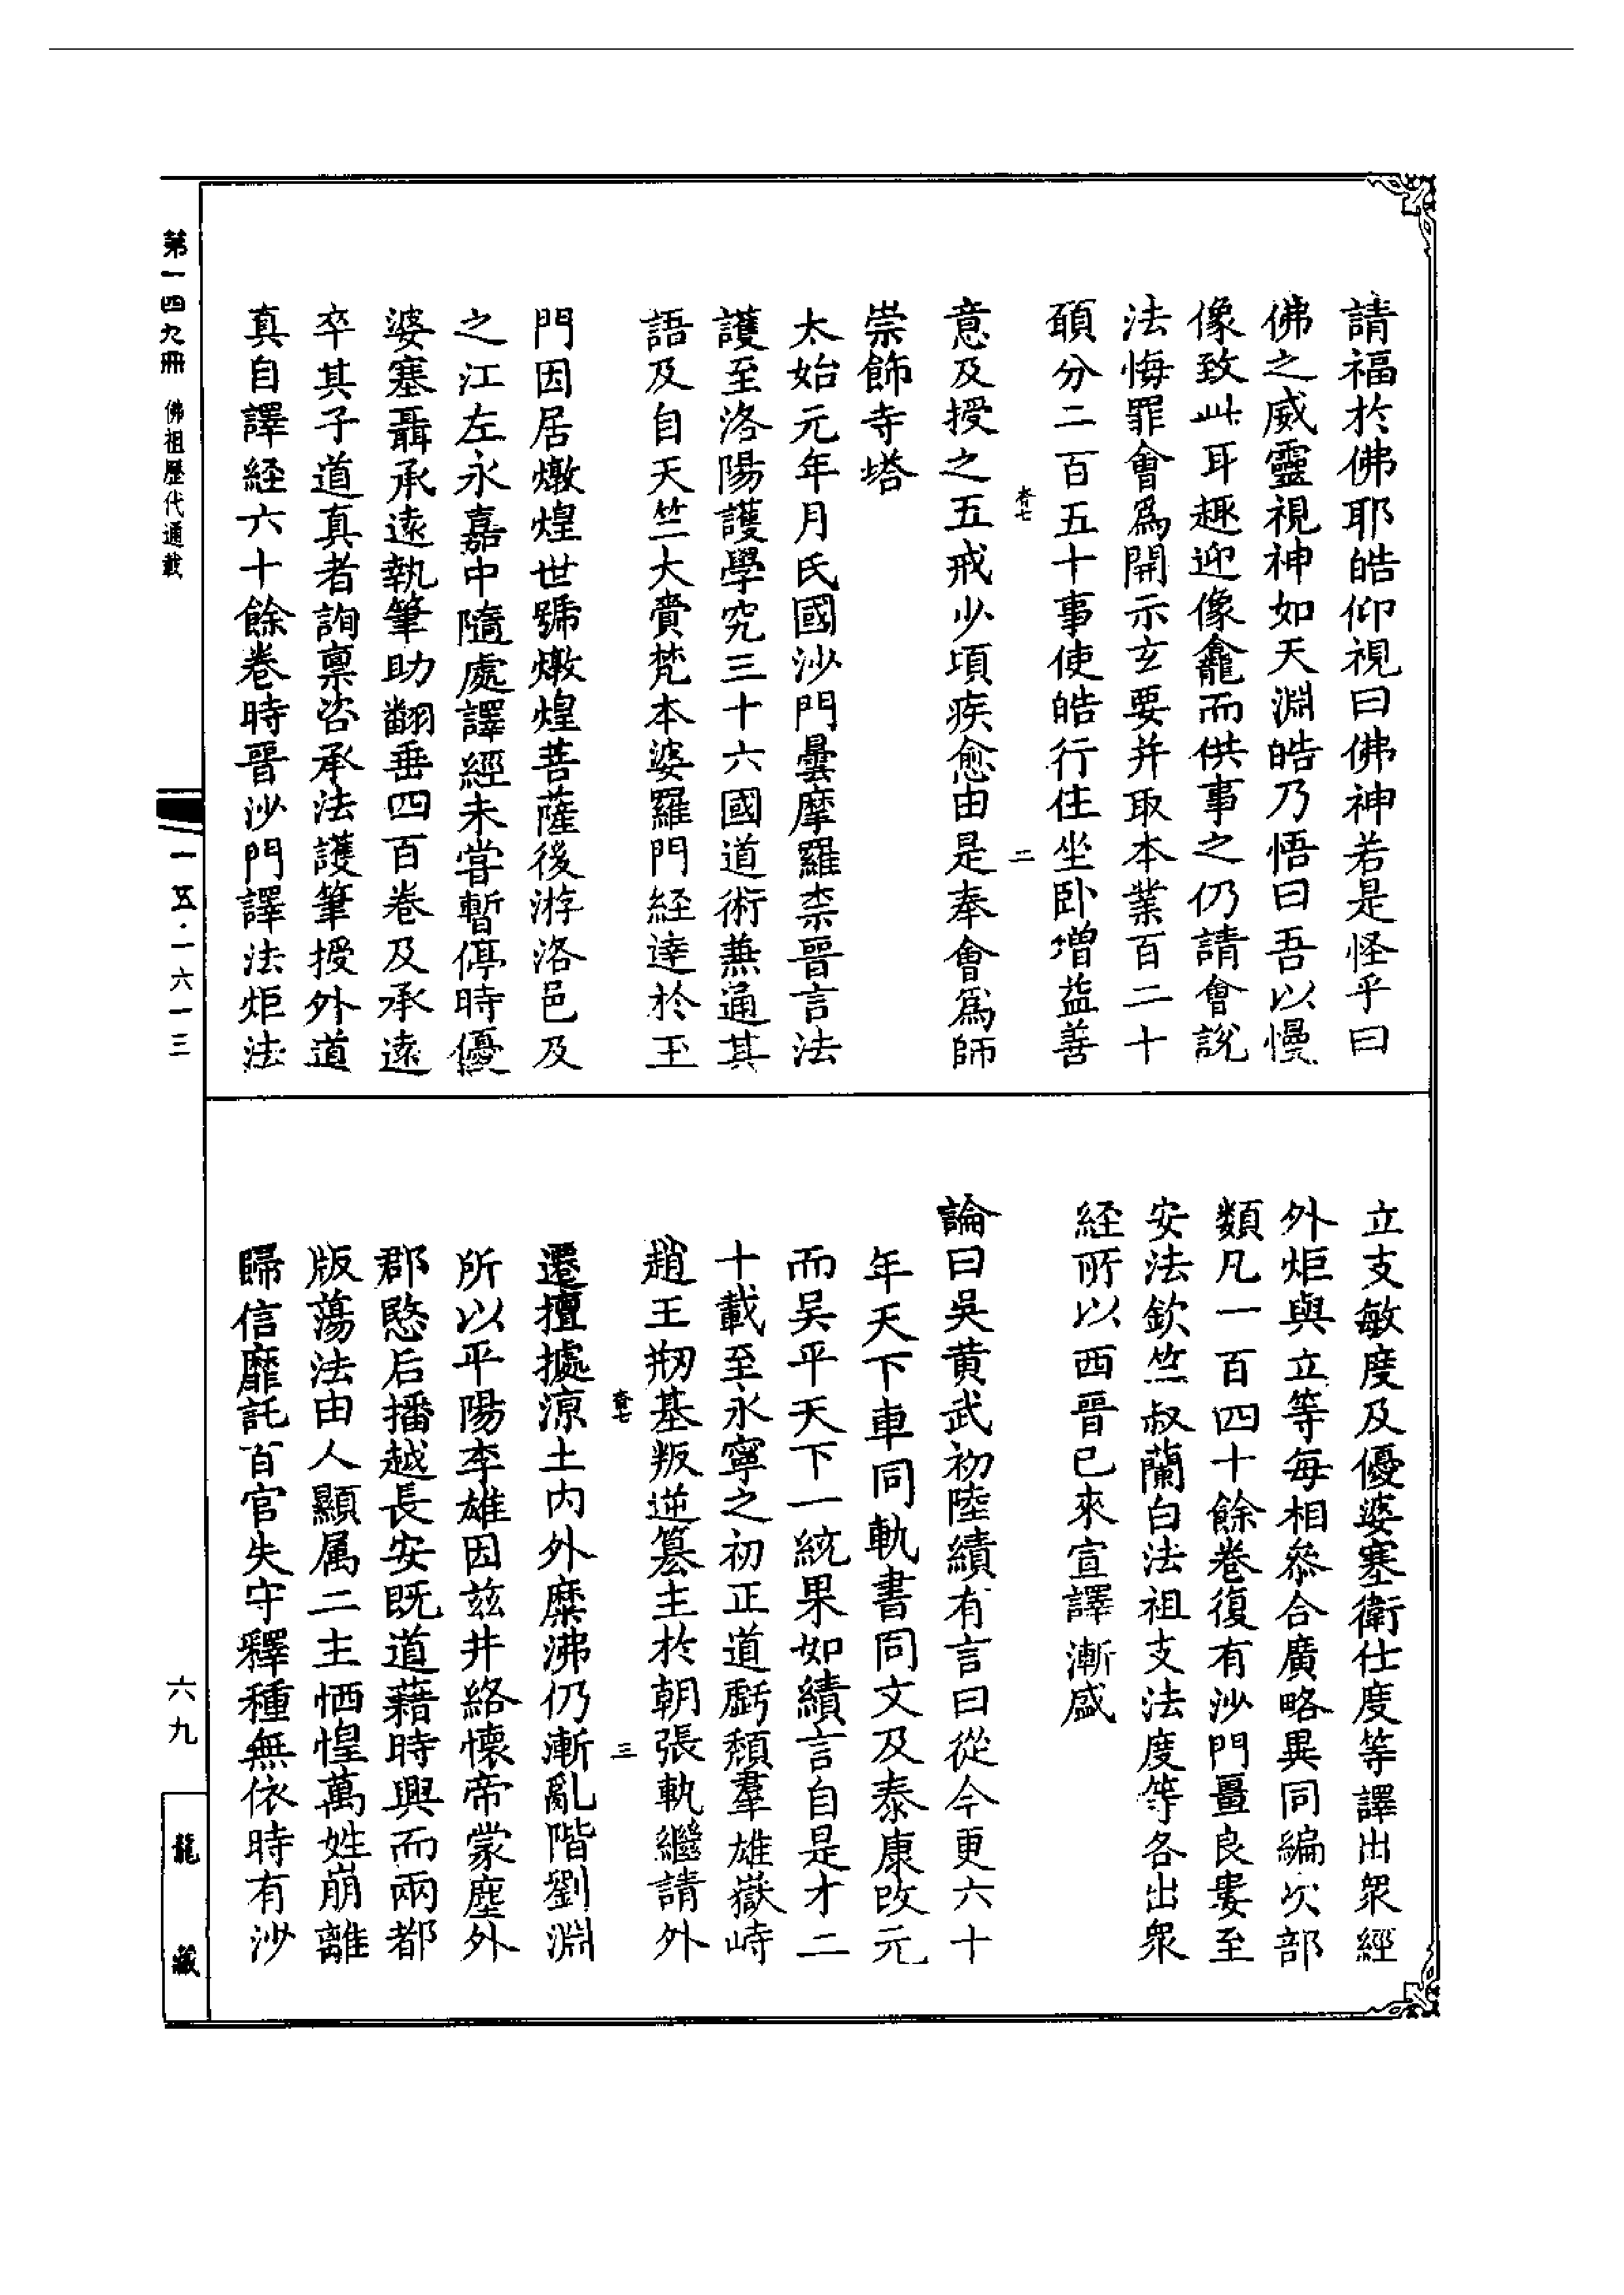 請福於佛耶皓仰視曰佛神若是怪乎曰
佛之威靈視神如天淵皓乃悟曰吾以慢
像致此耳趣迎像龕而供事之仍請會說
法悔罪會爲開示玄要并取本業百二十
願分二百五十事使皓行住坐卧增益善
二
意及授之五戒少項疾愈由是奉會爲師
崇飾寺塔
太始元年月氏國沙門曇摩羅柰晉言法
護至洛陽護學究三十六國道術兼通其
語及自天竺大賫梵本婆羅門経達於玉
門因居燉煌世號燉煌菩薩後游洛邑及
之江左永嘉中隨處譯經未甞暫停時優
婆塞聶承遠執筆助翻垂四百卷及承遠
卒其子道真者詢禀咨承法護筆授外道
真自譯経六十餘卷時晉沙門譯法炬法
立支敏度及優婆塞衛仕度等譯出衆經
外炬與立等每相叅合廣略異同編次部
類凡一百四十餘卷復有沙門畺良婁至
安法欽竺叔蘭白法祖支法度等各出衆
経所以西晉已來宣譯漸盛
論曰吳黄武初陸績有言曰從今更六十
年天下車同軌書同文及泰康改元
而吴平天下一統果如績言自是才二
十載至永寧之初正道虧頹羣雄嶽峙
趙王剏基叛逆簒主於朝張軌繼請外
三
遷擅據涼土内外糜沸仍漸亂階劉淵
所以平陽李雄因兹井絡懷帝蒙塵外
郡愍后播越長安既道藉時興而兩都
版蕩法由人顯属二主恓惶萬姓崩離
歸信靡託百官失守釋種無依時有沙
第一四九冊 佛祖歷代通載
一五·一六一三
六九
龍藏